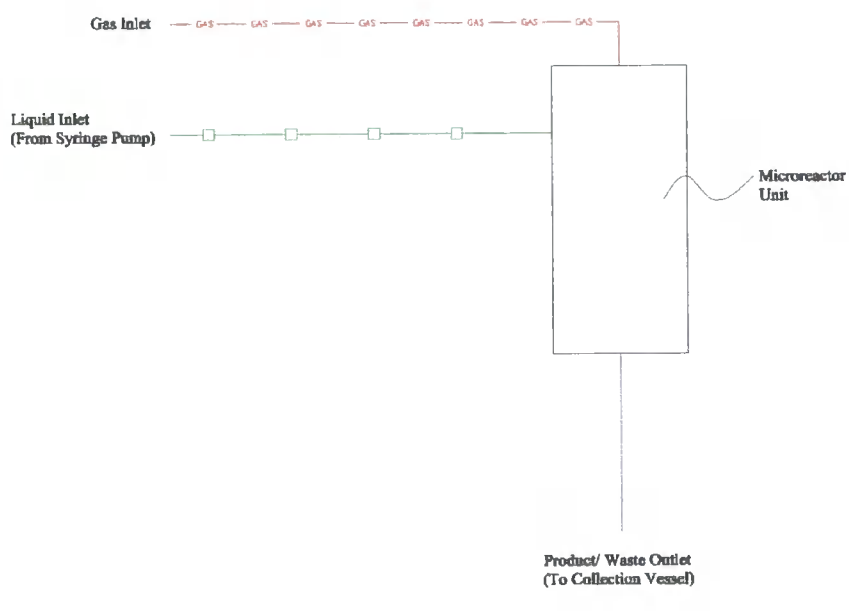 Gas Inlet
GAS GAS GAS GAS GAS GAS GAS GAS
Liquid Inlet
(From Syringe Pump)
Microreactor
Unit
Product/ Waste Outlet
(To Collection Vessel)